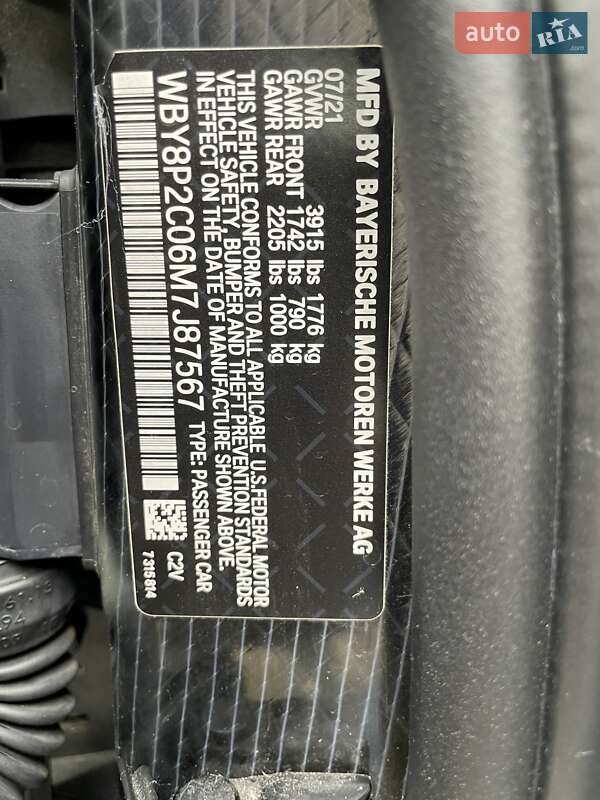 auto RIA .com
MFD BY BAYERISCHE MOTOREN WERKE AG
07/21
GVWR 3915 lbs 1776 kg
GAWR FRONT 1742 lbs 790 kg
GAWR REAR 2205 lbs 1000 kg
THIS VEHICLE CONFORMS TO ALL APPLICABLE U.S.FEDERAL MOTOR
VEHICLE SAFETY, BUMPER AND THEFT PREVENTION STANDARDS
IN EFFECT ON THE DATE OF MANUFACTURE SHOWN ABOVE.
WBY8P2C06M7J87567 TYPE: PASSENGER CAR
C2V
7315814